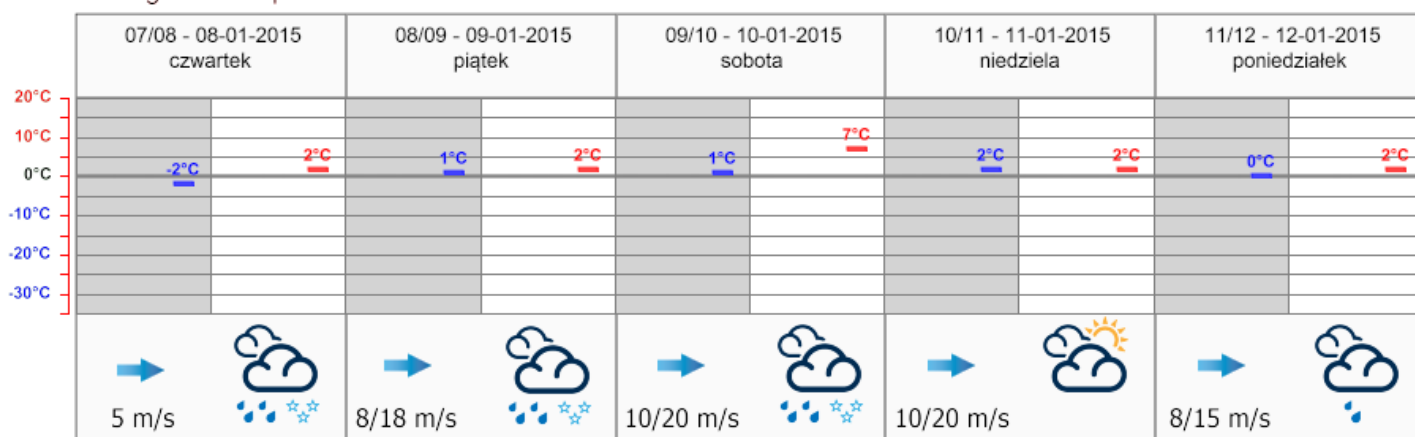 07/08 - 08-01-2015
czwartek
08/09 - 09-01-2015
piątek
09/10 - 10-01-2015
sobota
10/11 - 11-01-2015
niedziela
11/12 - 12-01-2015
poniedziałek
20°C
10°C
0°C
-10°C
-20°C
-30°C
-2°C
2°C
1°C
2°C
1°C
7°C
2°C
2°C
0°C
2°C
5 m/s
8/18 m/s
10/20 m/s
10/20 m/s
8/15 m/s